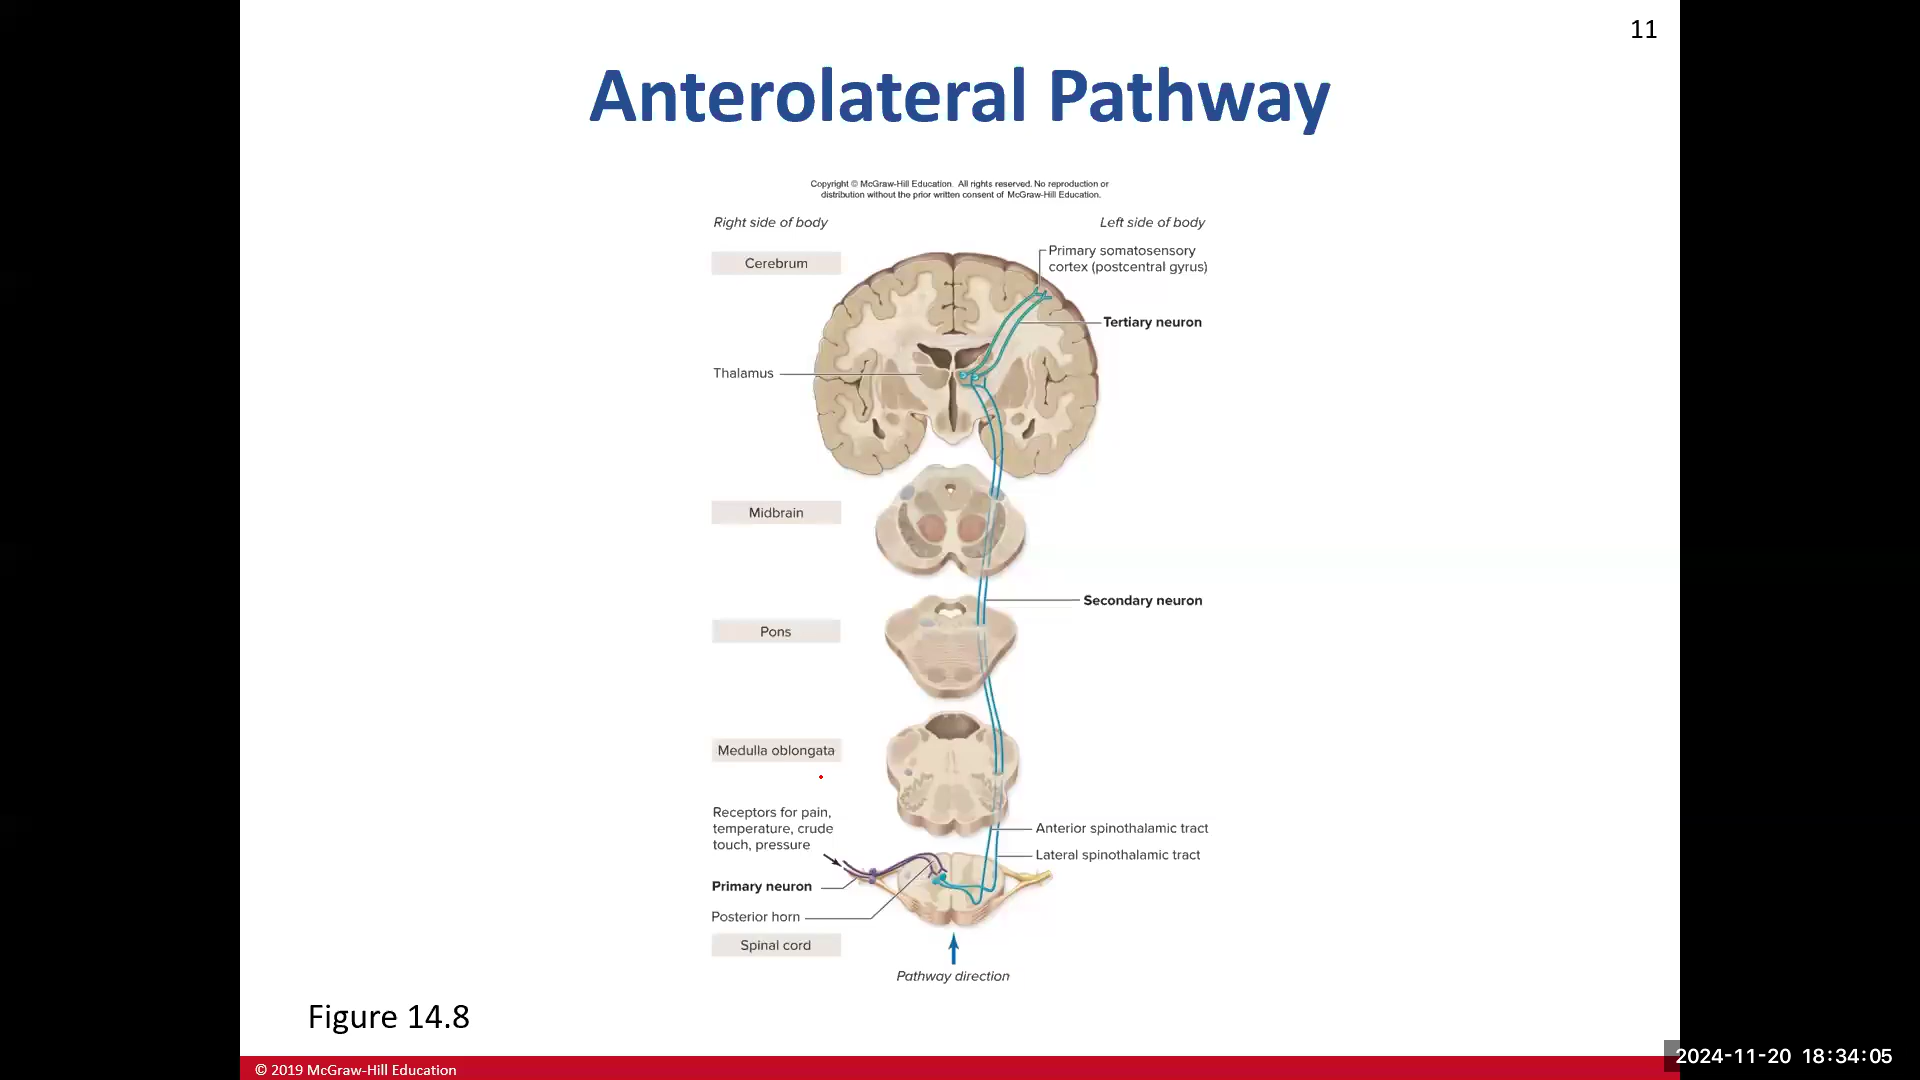 11
Anterolateral Pathway
Copyright © McGraw-Hill Education. All rights reserved. No reproduction or
distribution without the prior written consent of McGraw-Hill Education.
Right side of body
Left side of body
Primary somatosensory
cortex (postcentral gyrus)
Cerebrum
Tertiary neuron
Thalamus
Midbrain
Secondary neuron
Pons
Medulla oblongata
Receptors for pain,
temperature, crude
touch, pressure
Anterior spinothalamic tract
Lateral spinothalamic tract
Primary neuron
Posterior horn
Spinal cord
Pathway direction
Figure 14.8
© 2019 McGraw-Hill Education
2024-11-20 18:34:05